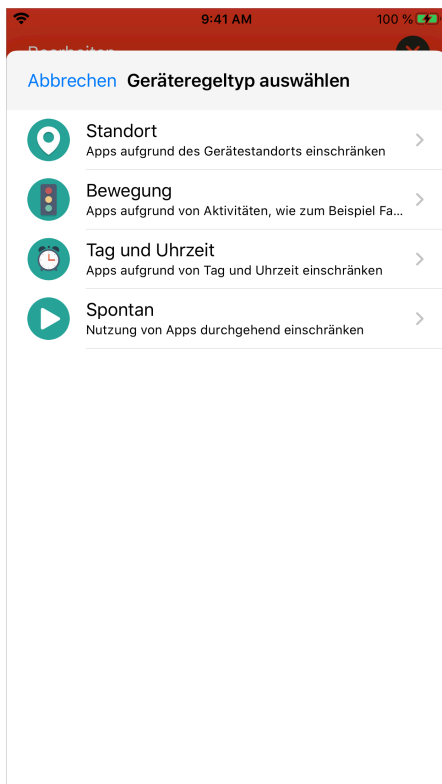 9:41 AM
100 %
Bearbeiten
Abbrechen Geräteregeltyp auswählen
Standort
Apps aufgrund des Gerätestandorts einschränken
Bewegung
Apps aufgrund von Aktivitäten, wie zum Beispiel Fa...
Tag und Uhrzeit
Apps aufgrund von Tag und Uhrzeit einschränken
Spontan
Nutzung von Apps durchgehend einschränken